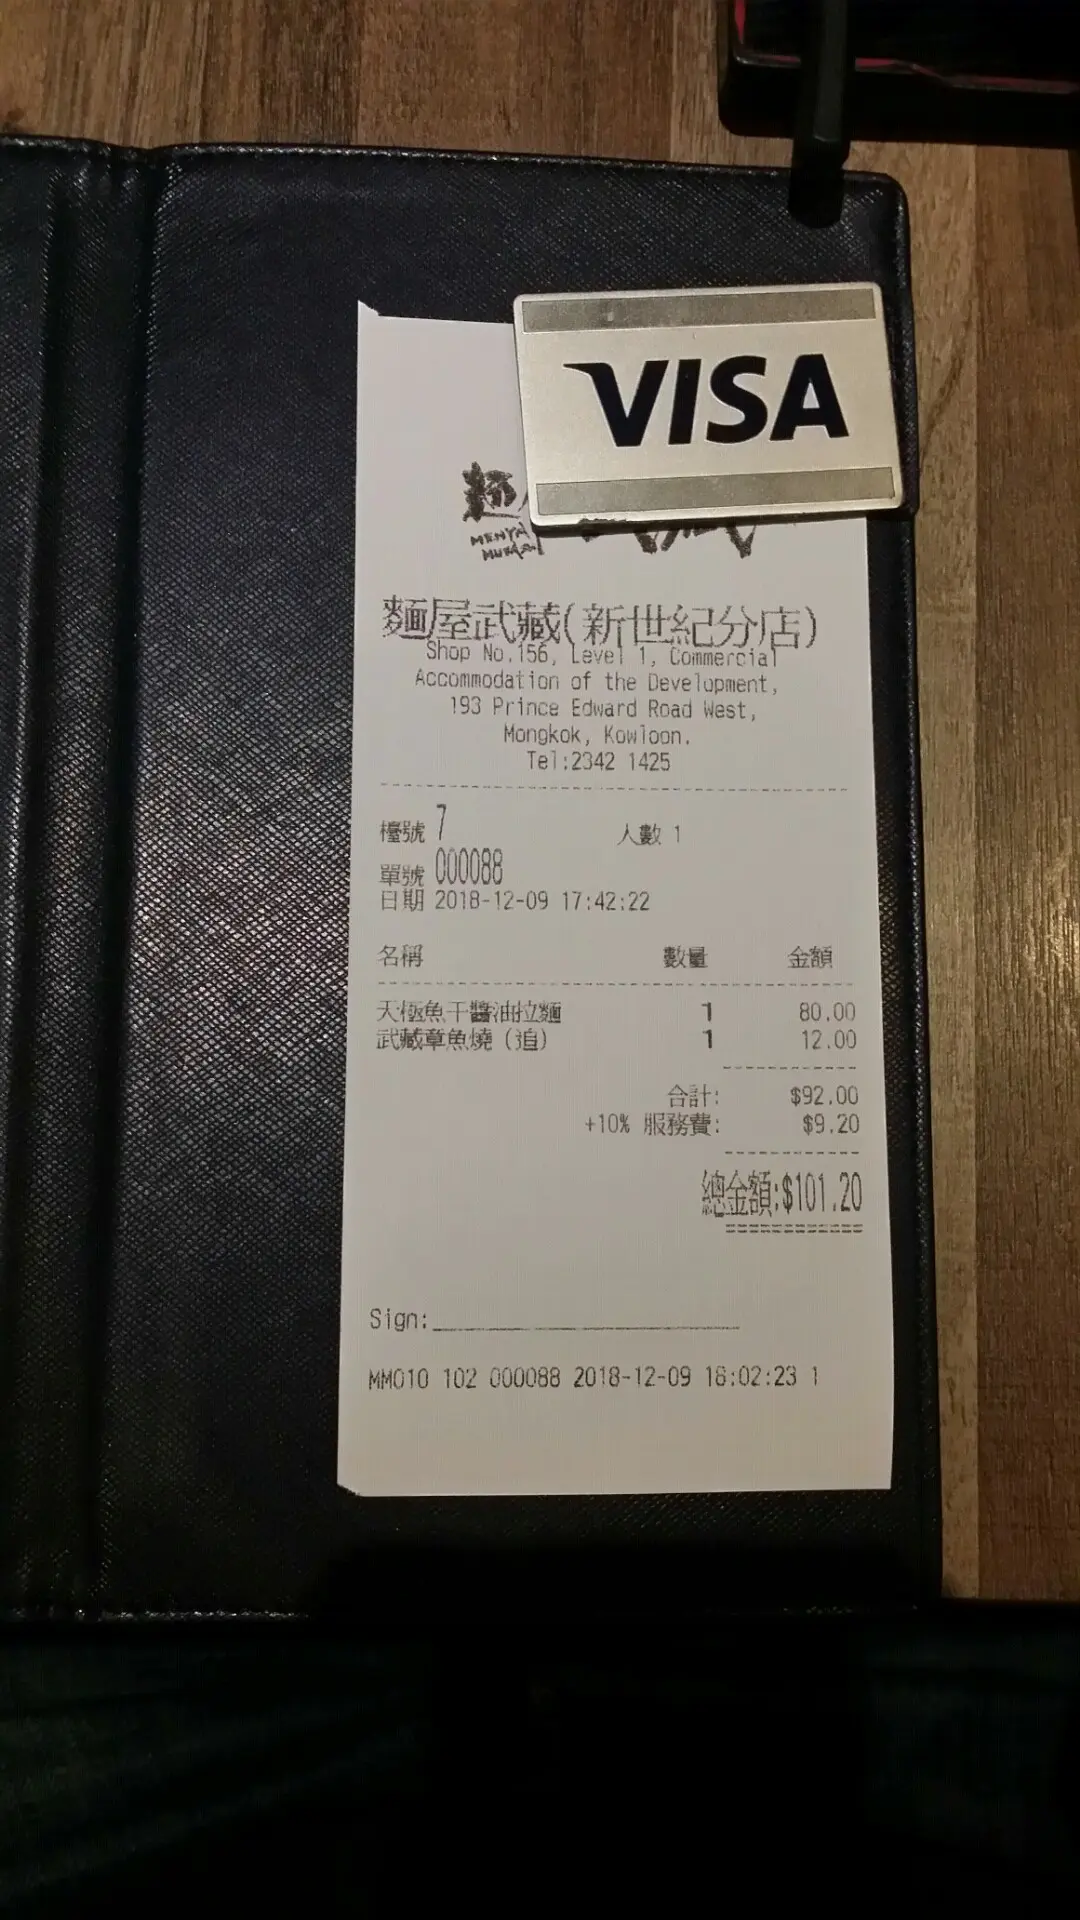 VISA
麵
MENYA
麵屋武藏(新世紀分店)
Shop No.156, Level 1, Commercial
Accommodation of the Development,
193 Prince Edward Road West,
Mongkok, Kowloon.
Tel:2342 1425
檯號 7 人數 1
單號 000088
日期 2018-12-09 17:42:22
名稱 數量 金額
天極魚干醬油拉麵 1 80.00
武藏章魚燒(追) 1 12.00
合計: $92.00
+10% 服務費: $9.20
總金額:$101.20
Sign:
MM010 102 000088 2018-12-09 18:02:23 1